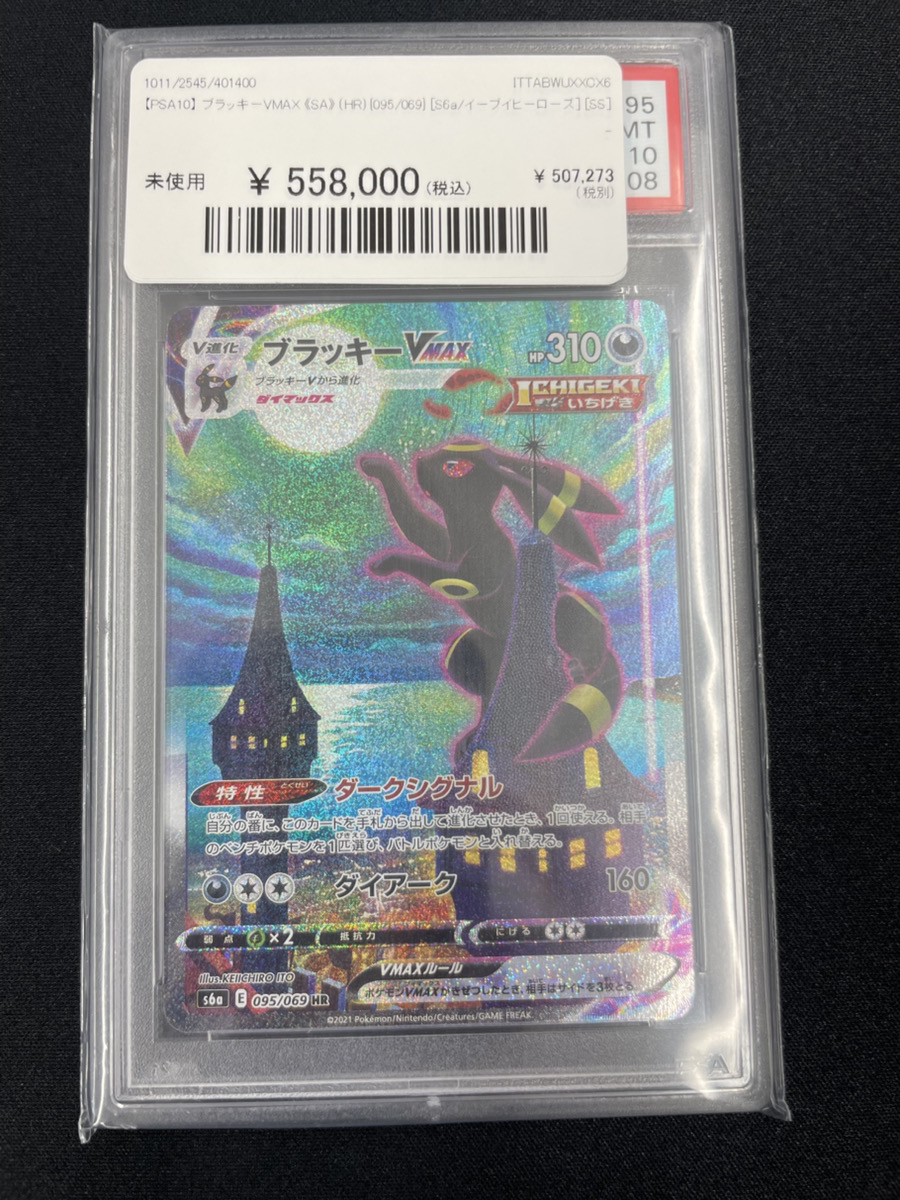 1011/2545/401400 ITTABWUXXCX6
【PSA10】ブラッキーVMAX《SA》(HR){095/069}[S6a/イーブイヒーローズ][SS]
-
未使用 ¥ 558,000(税込) ¥ 507,273
(税別)
95
MT
10
08
V進化 ブラッキーVMAX HP310
ブラッキーVから進化
ダイマックス
ICHIGEKI
いちげき
特性 とくせい ダークシグナル
自分の番に、このカードを手札から出して進化させたとき、1回使える。相手
のベンチポケモンを1匹選び、バトルポケモンと入れ替える。
ダイアーク 160
弱点 ×2 抵抗力 にげる
Illus.KEIICHIRO ITO
VMAXルール
s6a E 095/069 HR
ポケモンVMAXがきぜつしたとき、相手はサイドを3枚とる。
©2021 Pokémon/Nintendo/Creatures/GAME FREAK.